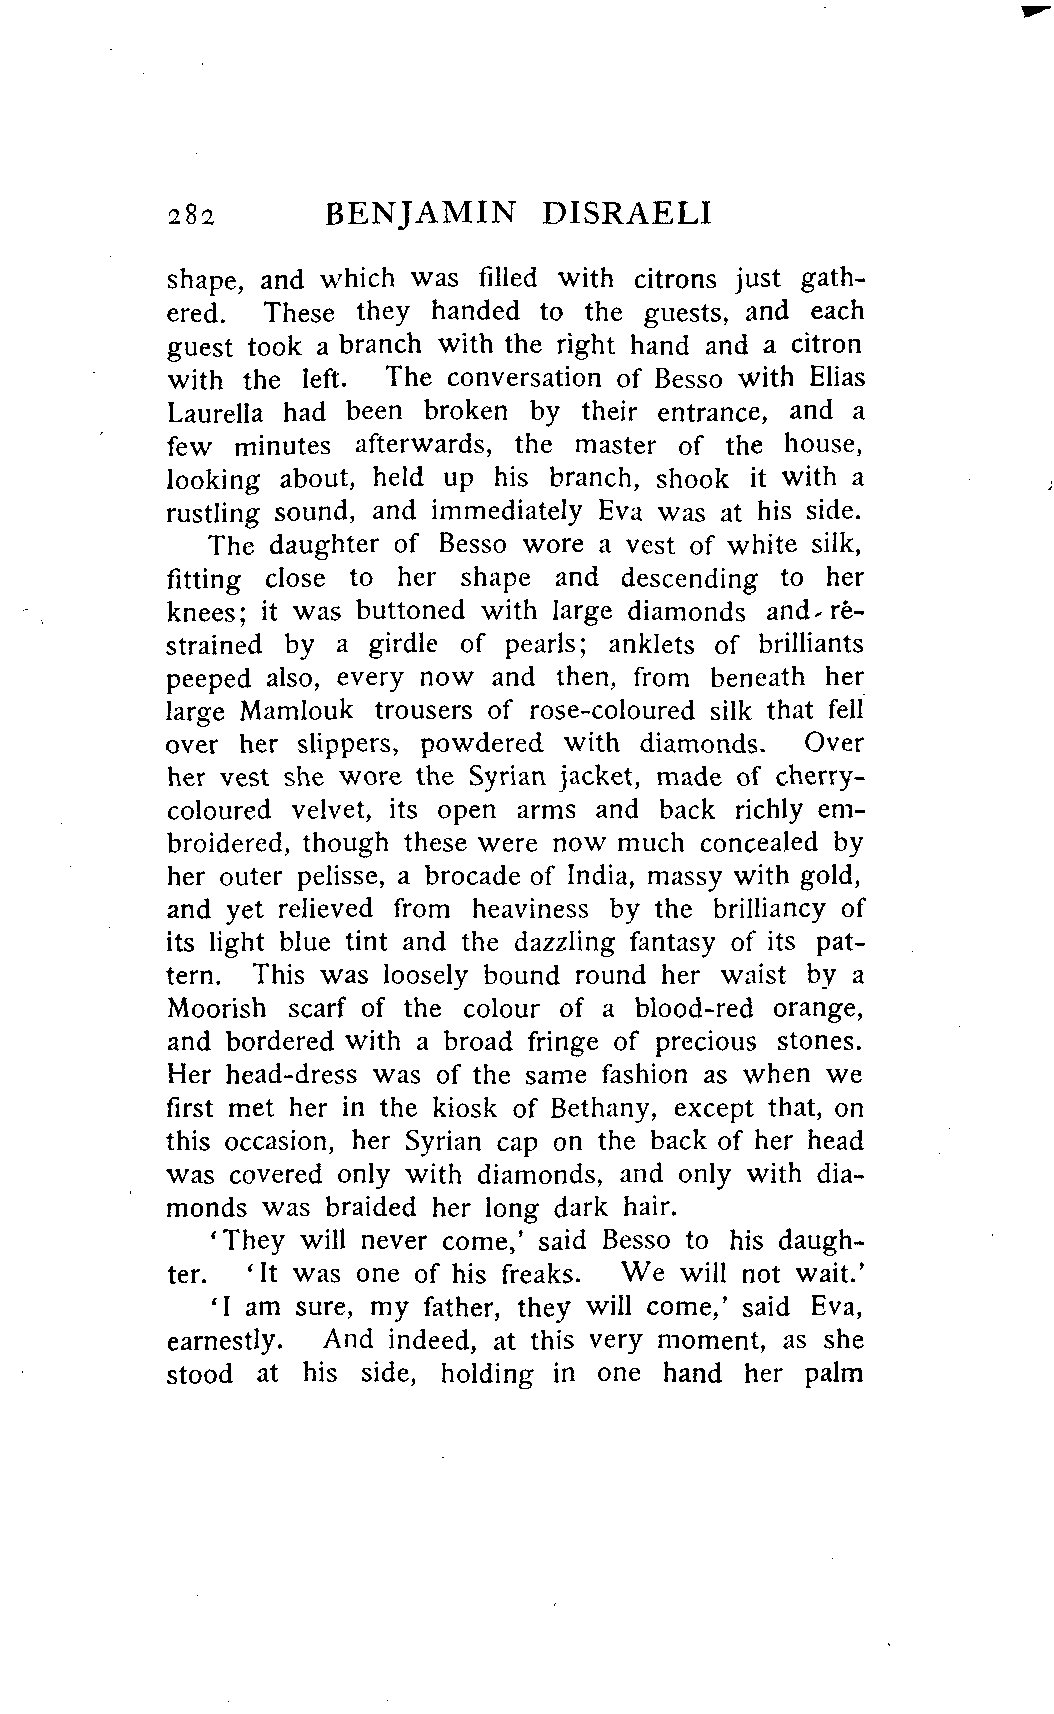 282 BENJAMIN DISRAELI
shape, and which was filled with citrons just gath-
ered. These they handed to the guests, and each
guest took a branch with the right hand and a citron
with the left. The conversation of Besso with Elias
Laurella had been broken by their entrance, and a
few minutes afterwards, the master of the house,
looking about, held up his branch, shook it with a
rustling sound, and immediately Eva was at his side.
The daughter of Besso wore a vest of white silk,
fitting close to her shape and descending to her
knees; it was buttoned with large diamonds and re-
strained by a girdle of pearls; anklets of brilliants
peeped also, every now and then, from beneath her
large Mamlouk trousers of rose-coloured silk that fell
over her slippers, powdered with diamonds. Over
her vest she wore the Syrian jacket, made of cherry-
coloured velvet, its open arms and back richly em-
broidered, though these were now much concealed by
her outer pelisse, a brocade of India, massy with gold,
and yet relieved from heaviness by the brilliancy of
its light blue tint and the dazzling fantasy of its pat-
tern. This was loosely bound round her waist by a
Moorish scarf of the colour of a blood-red orange,
and bordered with a broad fringe of precious stones.
Her head-dress was of the same fashion as when we
first met her in the kiosk of Bethany, except that, on
this occasion, her Syrian cap on the back of her head
was covered only with diamonds, and only with dia-
monds was braided her long dark hair.
'They will never come,' said Besso to his daugh-
ter. 'It was one of his freaks. We will not wait.'
'I am sure, my father, they will come,' said Eva,
earnestly. And indeed, at this very moment, as she
stood at his side, holding in one hand her palm